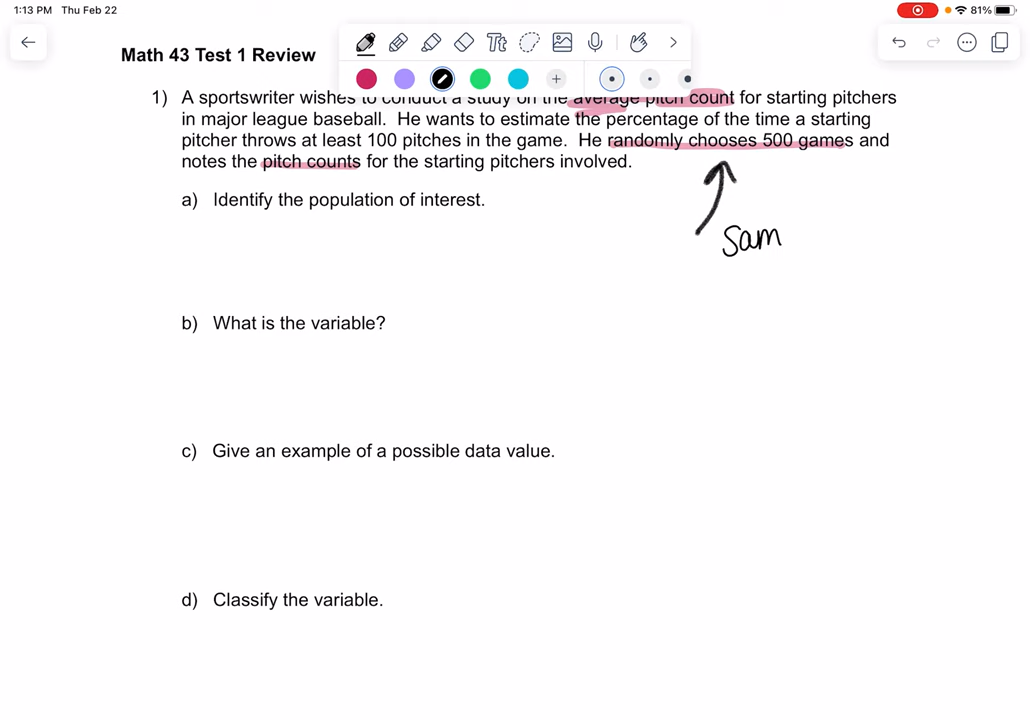 1:13 PM Thu Feb 22 81%
Tt
Math 43 Test 1 Review
1) A sportswriter wishes to conduct a study on the average pitch count for starting pitchers
in major league baseball. He wants to estimate the percentage of the time a starting
pitcher throws at least 100 pitches in the game. He randomly chooses 500 games and
notes the pitch counts for the starting pitchers involved.
a) Identify the population of interest.
Sam
b) What is the variable?
c) Give an example of a possible data value.
d) Classify the variable.